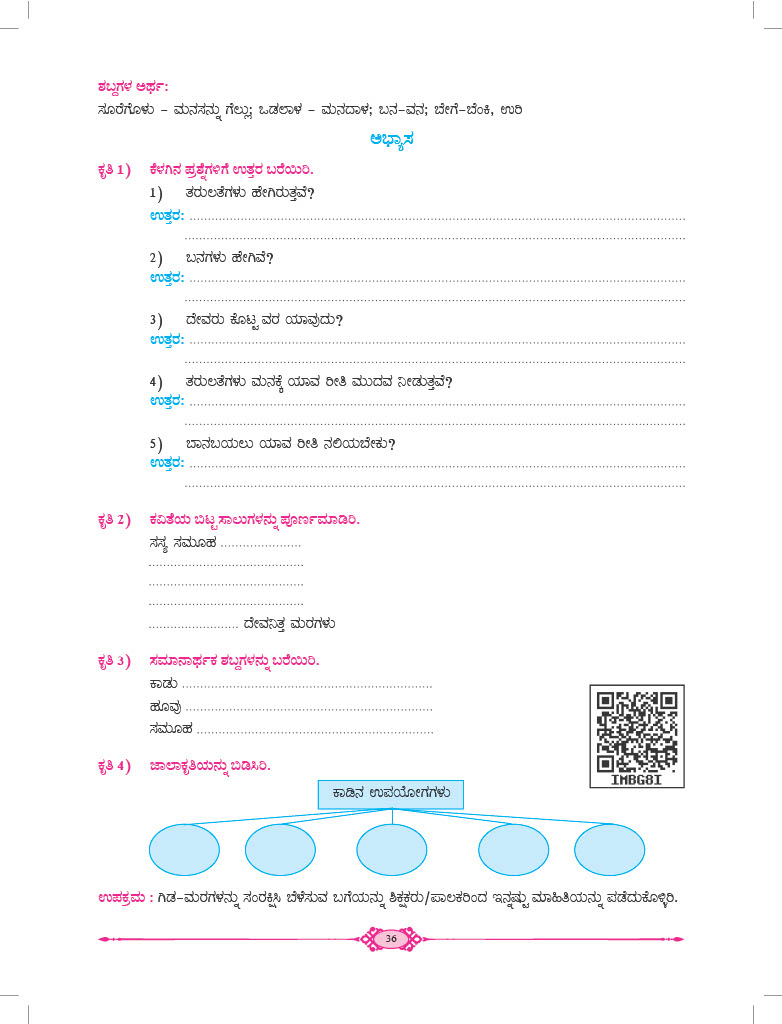 ಶಬ್ದಗಳ ಅರ್ಥ:
ಸೂರೆಗೊಳು – ಮನಸನ್ನು ಗೆಲ್ಲು; ಒಡಲಾಳ – ಮನದಾಳ; ಬನ–ವನ; ಬೇಗೆ–ಬೆಂಕಿ, ಉರಿ
ಅಭ್ಯಾಸ
ಕೃತಿ 1) ಕೆಳಗಿನ ಪ್ರಶ್ನೆಗಳಿಗೆ ಉತ್ತರ ಬರೆಯಿರಿ.
1) ತರುಲತೆಗಳು ಹೇಗಿರುತ್ತವೆ?
ಉತ್ತರ: ........................................................................
........................................................................
2) ಬನಗಳು ಹೇಗಿವೆ?
ಉತ್ತರ: ........................................................................
........................................................................
3) ದೇವರು ಕೊಟ್ಟ ವರ ಯಾವುದು?
ಉತ್ತರ: ........................................................................
........................................................................
4) ತರುಲತೆಗಳು ಮನಕ್ಕೆ ಯಾವ ರೀತಿ ಮುದವ ನೀಡುತ್ತವೆ?
ಉತ್ತರ: ........................................................................
........................................................................
5) ಬಾನಬಯಲು ಯಾವ ರೀತಿ ನಲಿಯಬೇಕು?
ಉತ್ತರ: ........................................................................
........................................................................
ಕೃತಿ 2) ಕವಿತೆಯ ಬಿಟ್ಟ ಸಾಲುಗಳನ್ನು ಪೂರ್ಣಮಾಡಿರಿ.
ಸಸ್ಯ ಸಮೂಹ ......................
...........................................
...........................................
...........................................
......................... ದೇವನಿತ್ತ ಮರಗಳು
ಕೃತಿ 3) ಸಮಾನಾರ್ಥಕ ಶಬ್ದಗಳನ್ನು ಬರೆಯಿರಿ.
ಕಾಡು ......................................................................
ಹೂವು .....................................................................
ಸಮೂಹ ..................................................................
IMBG8I
ಕೃತಿ 4) ಜಾಲಾಕೃತಿಯನ್ನು ಬಿಡಿಸಿರಿ.
ಕಾಡಿನ ಉಪಯೋಗಗಳು
ಉಪಕ್ರಮ : ಗಿಡ–ಮರಗಳನ್ನು ಸಂರಕ್ಷಿಸಿ ಬೆಳೆಸುವ ಬಗೆಯನ್ನು ಶಿಕ್ಷಕರು/ಪಾಲಕರಿಂದ ಇನ್ನಷ್ಟು ಮಾಹಿತಿಯನ್ನು ಪಡೆದುಕೊಳ್ಳಿರಿ.
36